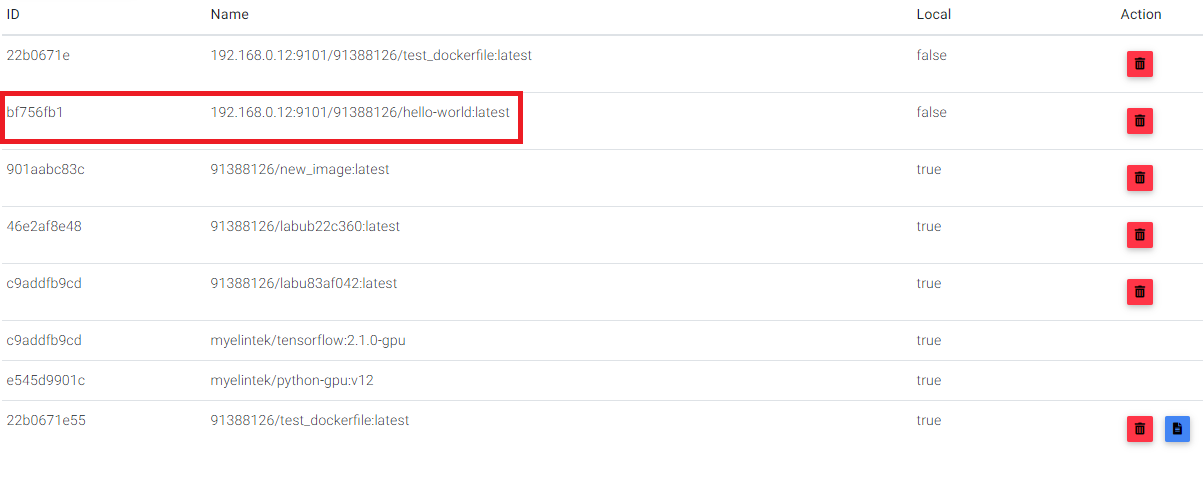 ID Name Local Action
22b0671e 192.168.0.12:9101/91388126/test_dockerfile:latest false
bf756fb1 192.168.0.12:9101/91388126/hello-world:latest false
901aabc83c 91388126/new_image:latest true
46e2af8e48 91388126/labub22c360:latest true
c9addfb9cd 91388126/labu83af042:latest true
c9addfb9cd myelintek/tensorflow:2.1.0-gpu true
e545d9901c myelintek/python-gpu:v12 true
22b0671e55 91388126/test_dockerfile:latest true